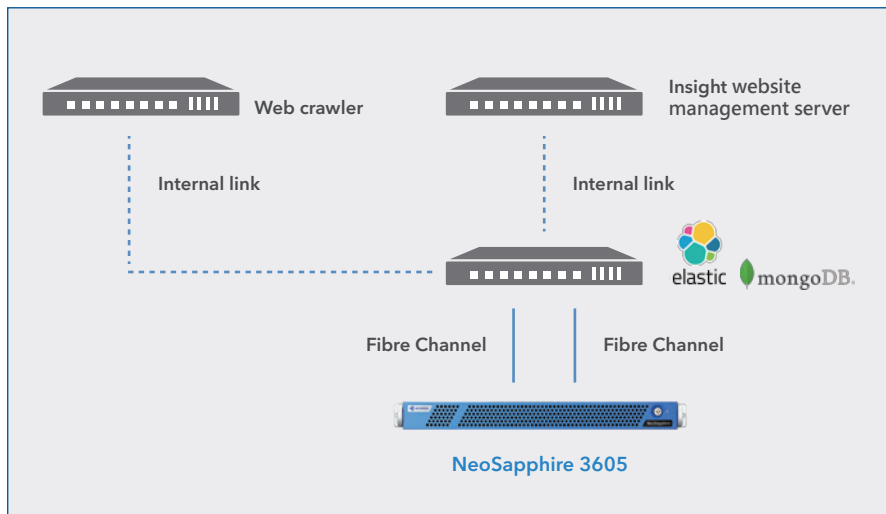 Web crawler
Insight website
management server
Internal link
Internal link
elastic
mongoDB.
Fibre Channel
Fibre Channel
NeoSapphire 3605